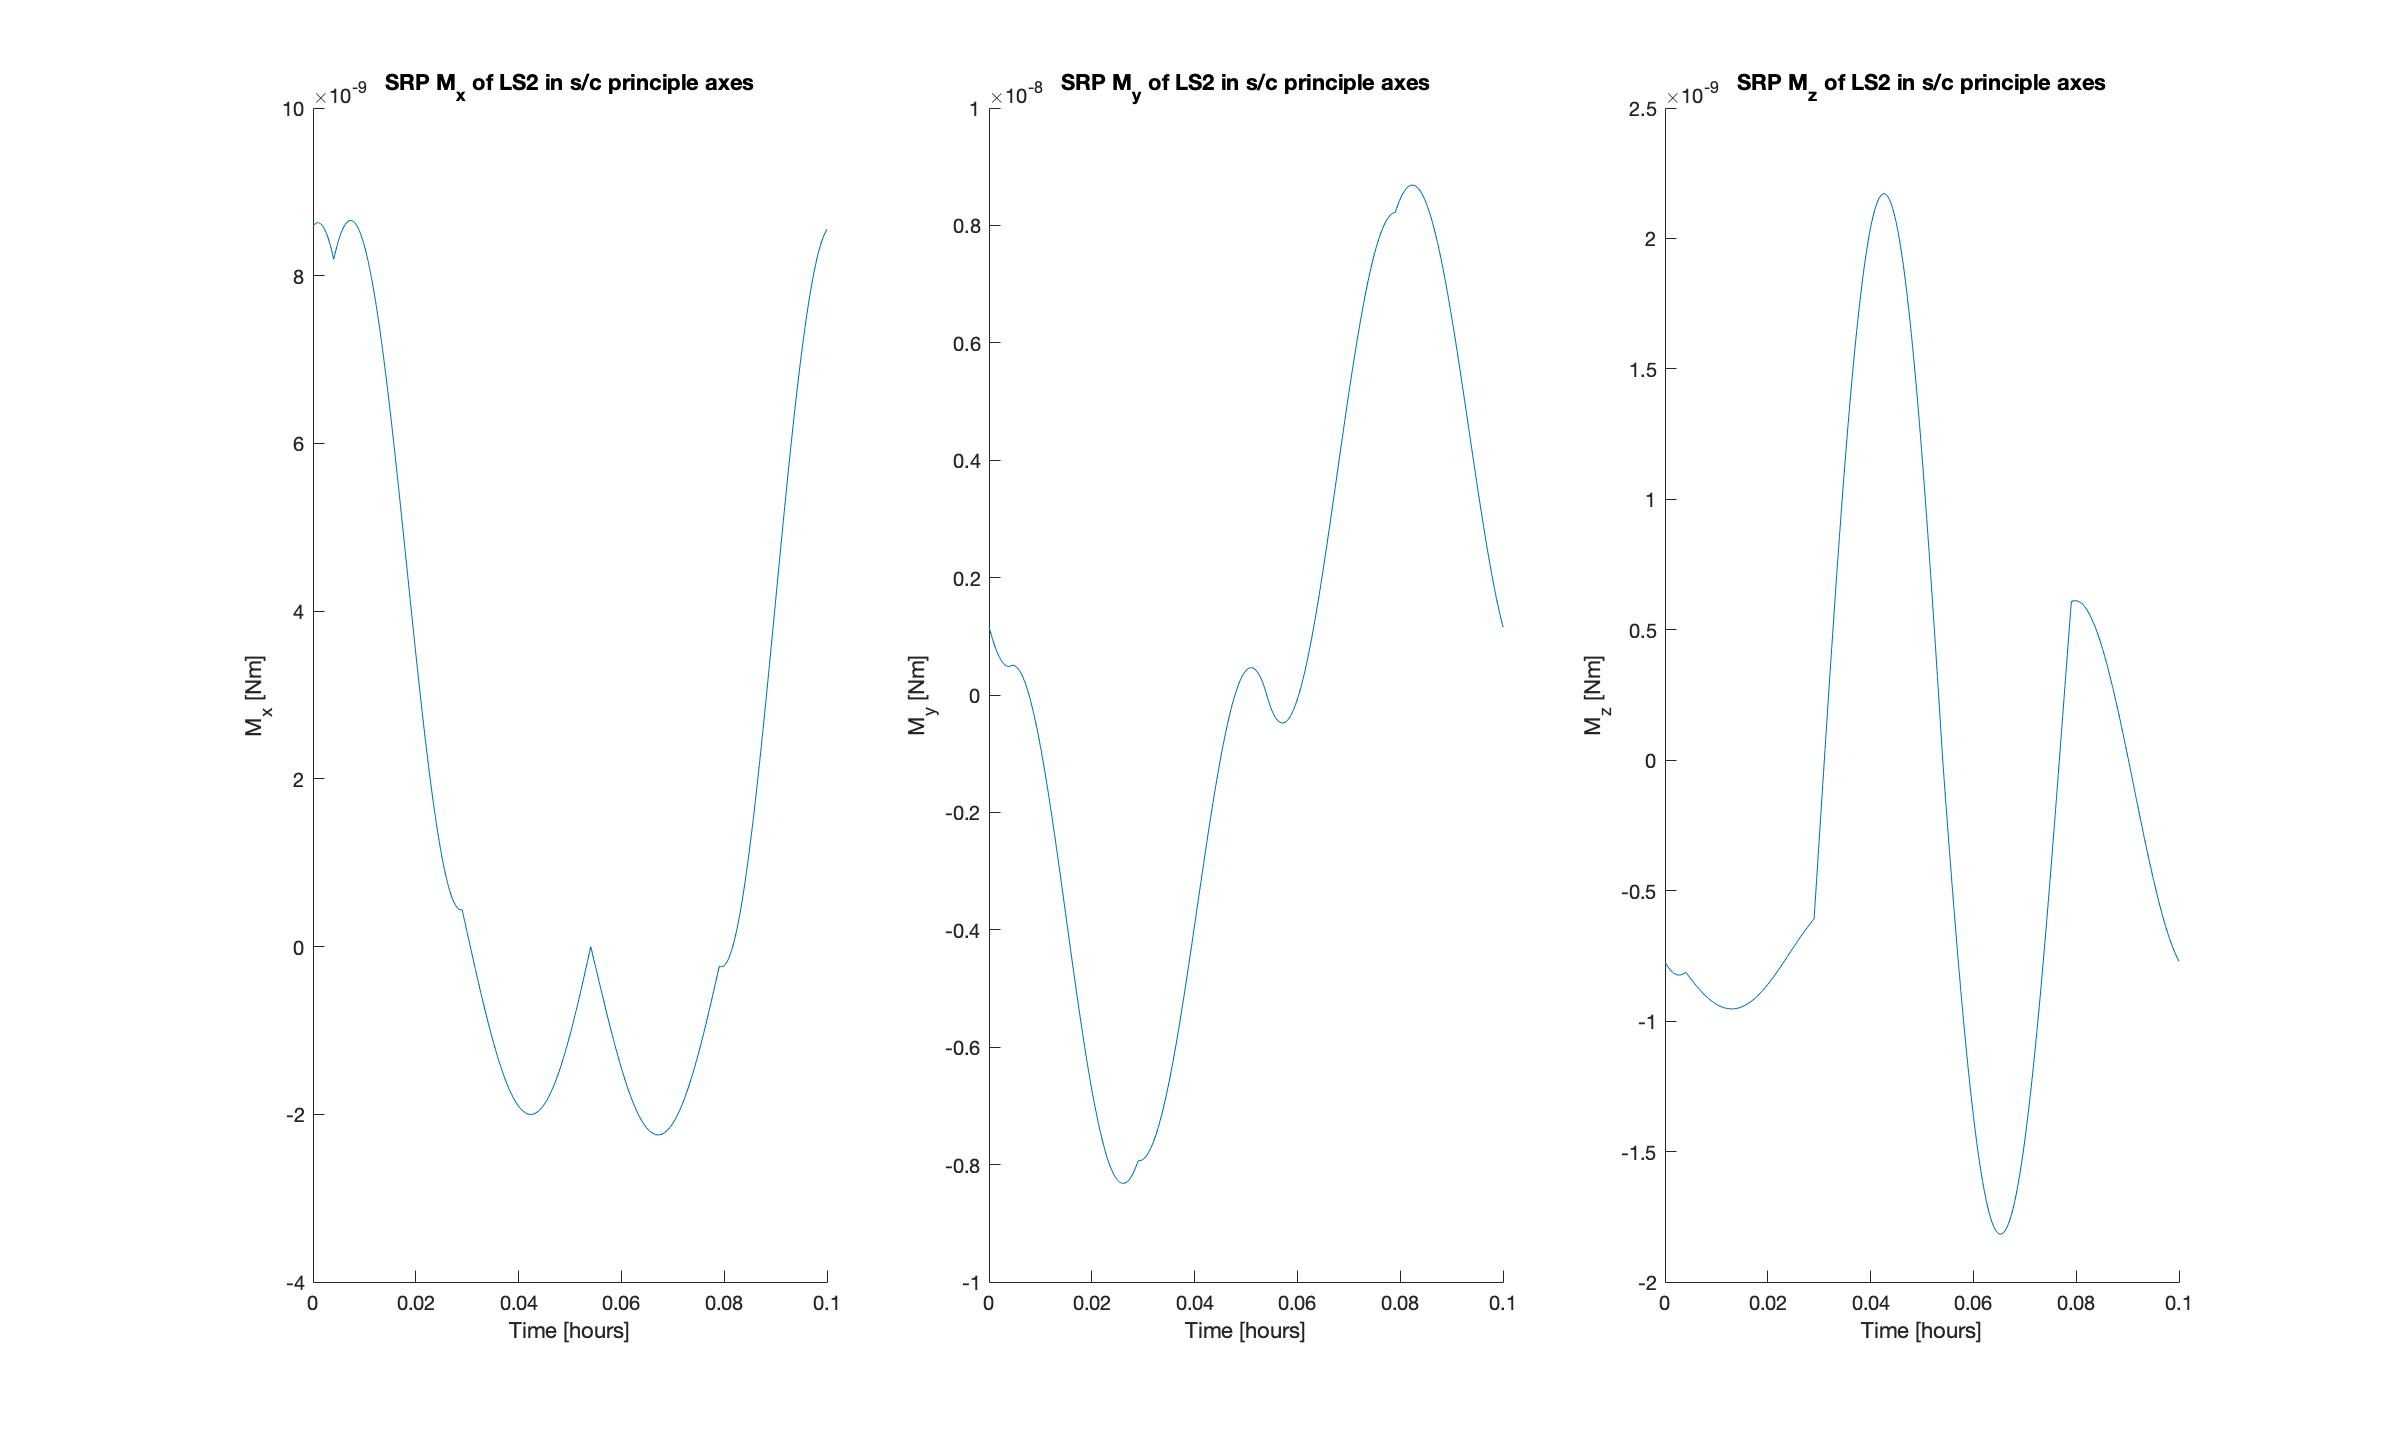 SRP Mx of LS2 in s/c principle axes
×10-9
10
8
6
4
2
0
-2
-4
Mx [Nm]
0 0.02 0.04 0.06 0.08 0.1
Time [hours]
SRP My of LS2 in s/c principle axes
×10-8
1
0.8
0.6
0.4
0.2
0
-0.2
-0.4
-0.6
-0.8
-1
My [Nm]
0 0.02 0.04 0.06 0.08 0.1
Time [hours]
SRP Mz of LS2 in s/c principle axes
×10-9
2.5
2
1.5
1
0.5
0
-0.5
-1
-1.5
-2
Mz [Nm]
0 0.02 0.04 0.06 0.08 0.1
Time [hours]